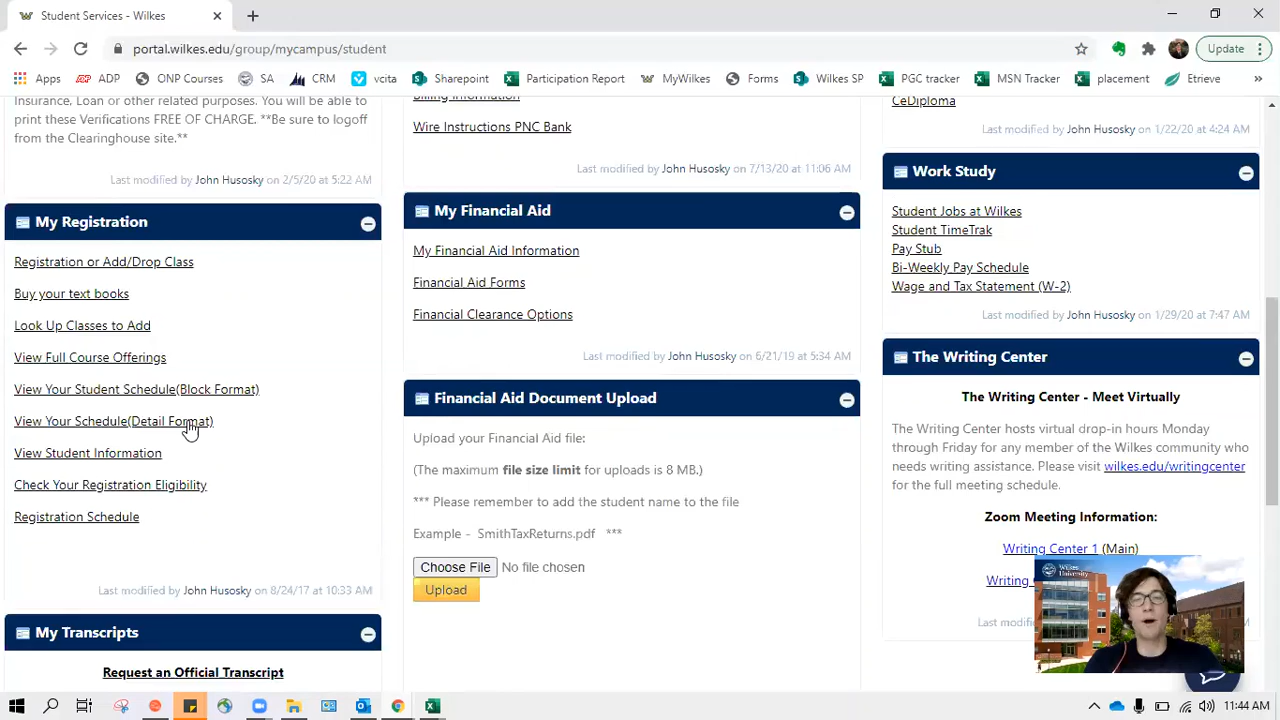 Student Services - Wilkes
portal.wilkes.edu/group/mycampus/student
Update
Apps
ADP
ONP Courses
SA
CRM
vcita
Sharepoint
Participation Report
MyWilkes
Forms
Wilkes SP
PGC tracker
MSN Tracker
placement
Etrieve
»
Insurance, Loan or other related purposes. You will be able to
print these Verifications FREE OF CHARGE. **Be sure to logoff
from the Clearinghouse site.**
Last modified by John Husosky on 2/5/20 at 5:22 AM
My Registration
Registration or Add/Drop Class
Buy your text books
Look Up Classes to Add
View Full Course Offerings
View Your Student Schedule(Block Format)
View Your Schedule(Detail Format)
View Student Information
Check Your Registration Eligibility
Registration Schedule
Last modified by John Husosky on 8/24/17 at 10:33 AM
My Transcripts
Request an Official Transcript
Billing Information
Wire Instructions PNC Bank
Last modified by John Husosky on 7/13/20 at 11:06 AM
My Financial Aid
My Financial Aid Information
Financial Aid Forms
Financial Clearance Options
Last modified by John Husosky on 6/21/19 at 5:34 AM
Financial Aid Document Upload
Upload your Financial Aid file:
(The maximum file size limit for uploads is 8 MB.)
*** Please remember to add the student name to the file
Example - SmithTaxReturns.pdf ***
Choose File No file chosen
Upload
CeDiploma
Last modified by John Husosky on 1/22/20 at 4:24 AM
Work Study
Student Jobs at Wilkes
Student TimeTrak
Pay Stub
Bi-Weekly Pay Schedule
Wage and Tax Statement (W-2)
Last modified by John Husosky on 1/29/20 at 7:47 AM
The Writing Center
The Writing Center - Meet Virtually
The Writing Center hosts virtual drop-in hours Monday
through Friday for any member of the Wilkes community who
needs writing assistance. Please visit wilkes.edu/writingcenter
for the full meeting schedule.
Zoom Meeting Information:
Writing Center 1 (Main)
Writing
Last modif
M
Wilkes
University
11:44 AM